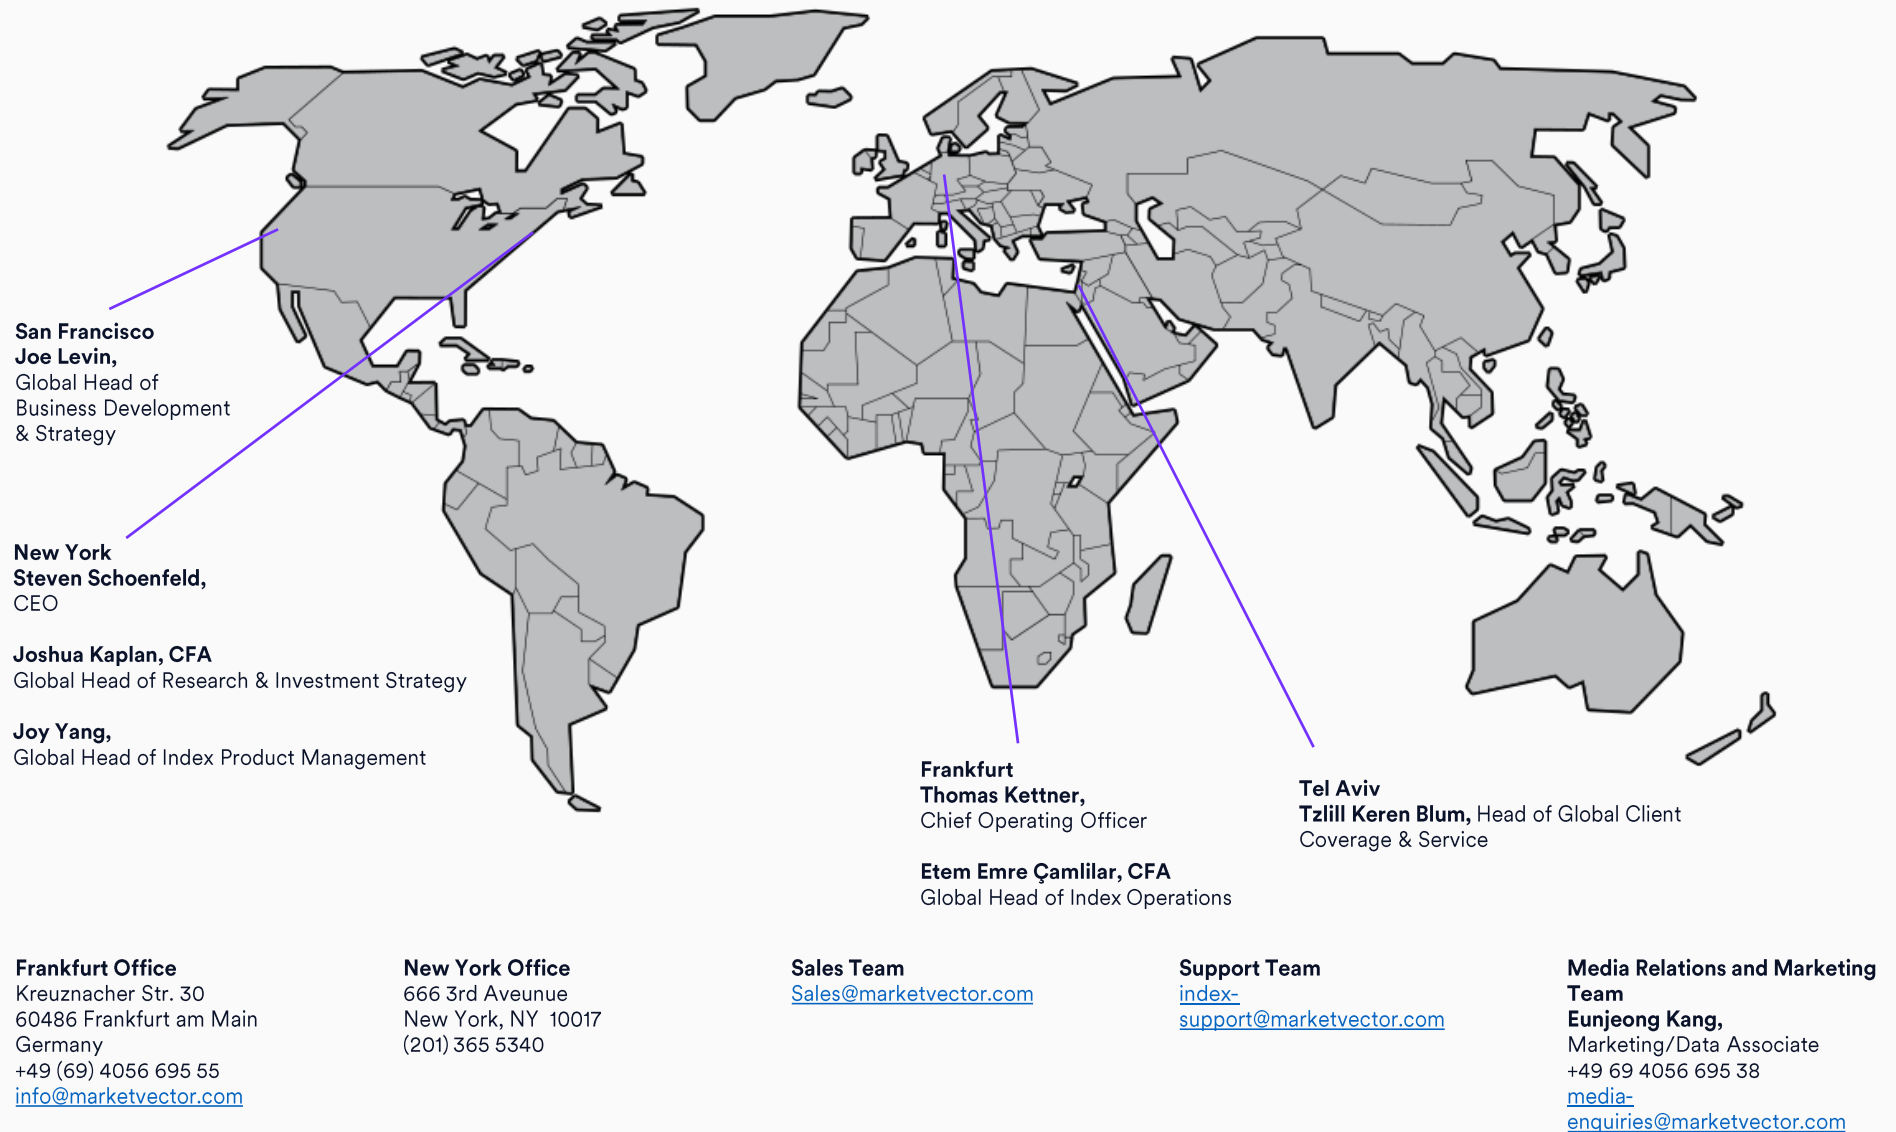 San Francisco
Joe Levin,
Global Head of
Business Development
& Strategy
New York
Steven Schoenfeld,
CEO
Joshua Kaplan, CFA
Global Head of Research & Investment Strategy
Joy Yang,
Global Head of Index Product Management
Frankfurt
Thomas Kettner,
Chief Operating Officer
Etem Emre Çamlilar, CFA
Global Head of Index Operations
Tel Aviv
Tzlill Keren Blum, Head of Global Client
Coverage & Service
Frankfurt Office
Kreuznacher Str. 30
60486 Frankfurt am Main
Germany
+49 (69) 4056 695 55
info@marketvector.com
New York Office
666 3rd Aveunue
New York, NY  10017
(201) 365 5340
Sales Team
Sales@marketvector.com
Support Team
index-
support@marketvector.com
Media Relations and Marketing
Team
Eunjeong Kang,
Marketing/Data Associate
+49 69 4056 695 38
media-
enquiries@marketvector.com